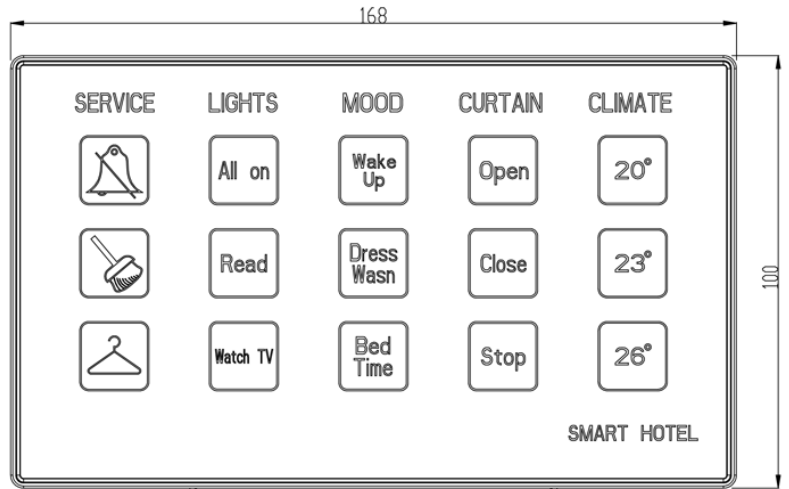 168
SERVICE LIGHTS MOOD CURTAIN CLIMATE
All on Wake Up Open 20°
Read Dress Wasn Close 23°
Watch TV Bed Time Stop 26°
100
SMART HOTEL